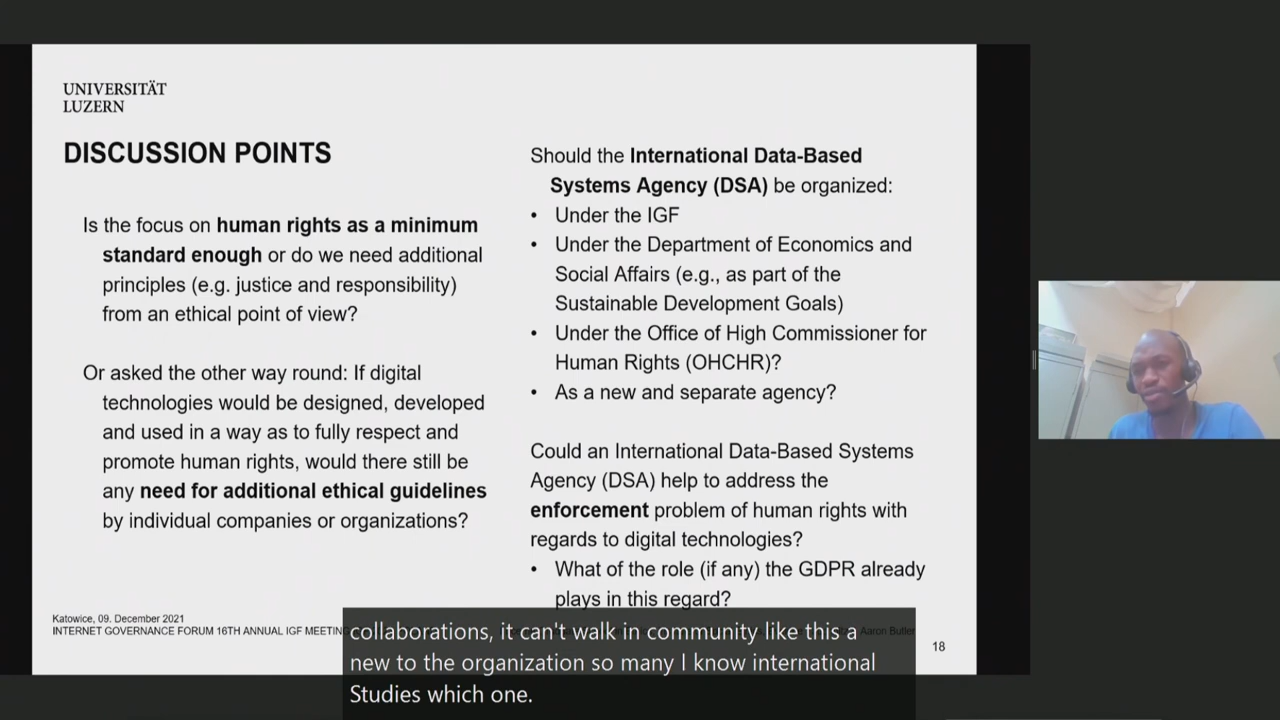 UNIVERSITÄT
LUZERN
DISCUSSION POINTS
Is the focus on human rights as a minimum
standard enough or do we need additional
principles (e.g. justice and responsibility)
from an ethical point of view?
Or asked the other way round: If digital
technologies would be designed, developed
and used in a way as to fully respect and
promote human rights, would there still be
any need for additional ethical guidelines
by individual companies or organizations?
Should the International Data-Based
Systems Agency (DSA) be organized:
• Under the IGF
• Under the Department of Economics and
Social Affairs (e.g., as part of the
Sustainable Development Goals)
• Under the Office of High Commissioner for
Human Rights (OHCHR)?
• As a new and separate agency?
Could an International Data-Based Systems
Agency (DSA) help to address the
enforcement problem of human rights with
regards to digital technologies?
• What of the role (if any) the GDPR already
plays in this regard?
Katowice, 09. December 2021
INTERNET GOVERNANCE FORUM 16TH ANNUAL IGF MEETING
Aaron Butler
18
collaborations, it can't walk in community like this a
new to the organization so many I know international
Studies which one.